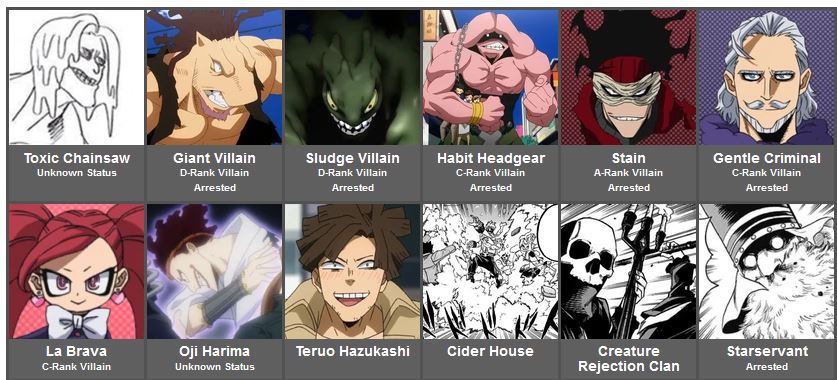 Toxic Chainsaw
Unknown Status
Giant Villain
D-Rank Villain
Arrested
Sludge Villain
D-Rank Villain
Arrested
Habit Headgear
C-Rank Villain
Arrested
Stain
A-Rank Villain
Arrested
Gentle Criminal
C-Rank Villain
Arrested
La Brava
C-Rank Villain
Oji Harima
Unknown Status
Teruo Hazukashi
Cider House
Creature
Rejection Clan
Starservant
Arrested